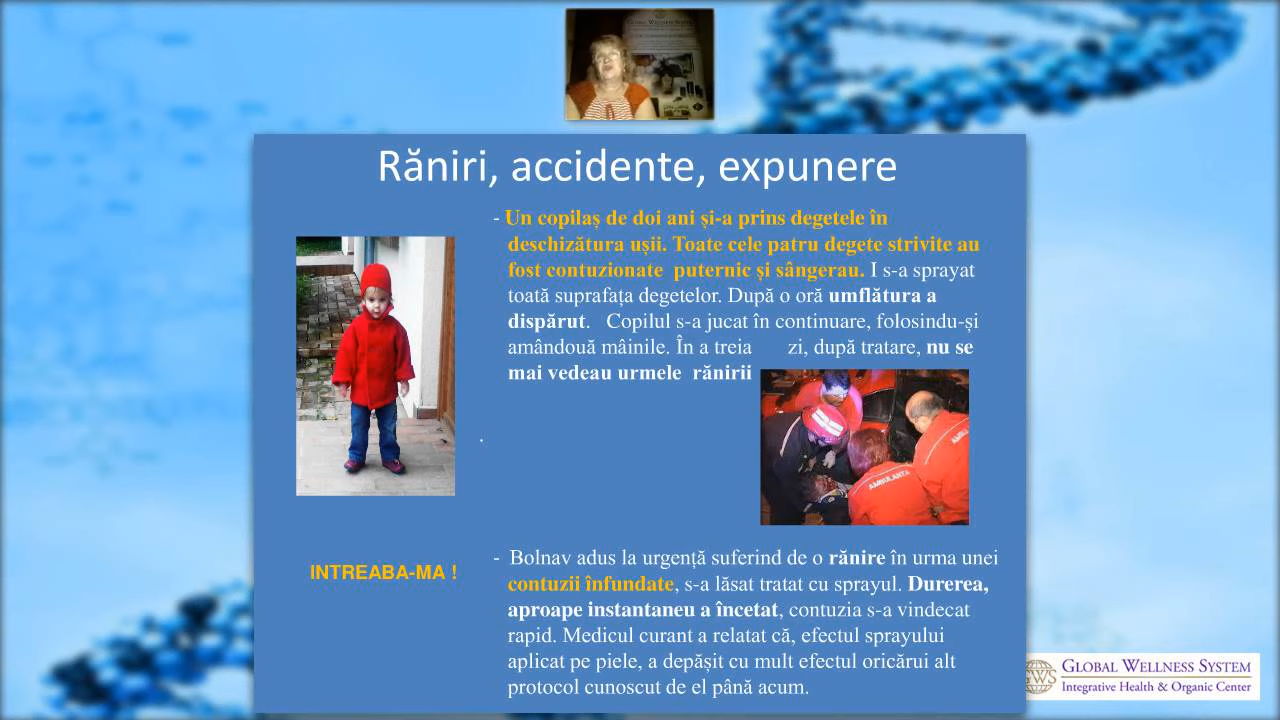 GLOBAL WELLNESS SYSTEM
Răniri, accidente, expunere
- Un copilaș de doi ani și-a prins degetele în
deschizătura ușii. Toate cele patru degete strivite au
fost contuzionate puternic și sângerau. I s-a sprayat
toată suprafața degetelor. După o oră umflătura a
dispărut. Copilul s-a jucat în continuare, folosindu-și
amândouă mâinile. În a treia zi, după tratare, nu se
mai vedeau urmele rănirii
.
AMBULANTA
INTREABA-MA !
- Bolnav adus la urgență suferind de o rănire în urma unei
contuzii înfundate, s-a lăsat tratat cu sprayul. Durerea,
aproape instantaneu a încetat, contuzia s-a vindecat
rapid. Medicul curant a relatat că, efectul sprayului
aplicat pe piele, a depășit cu mult efectul oricărui alt
protocol cunoscut de el până acum.
GWS
GLOBAL WELLNESS SYSTEM
Integrative Health & Organic Center